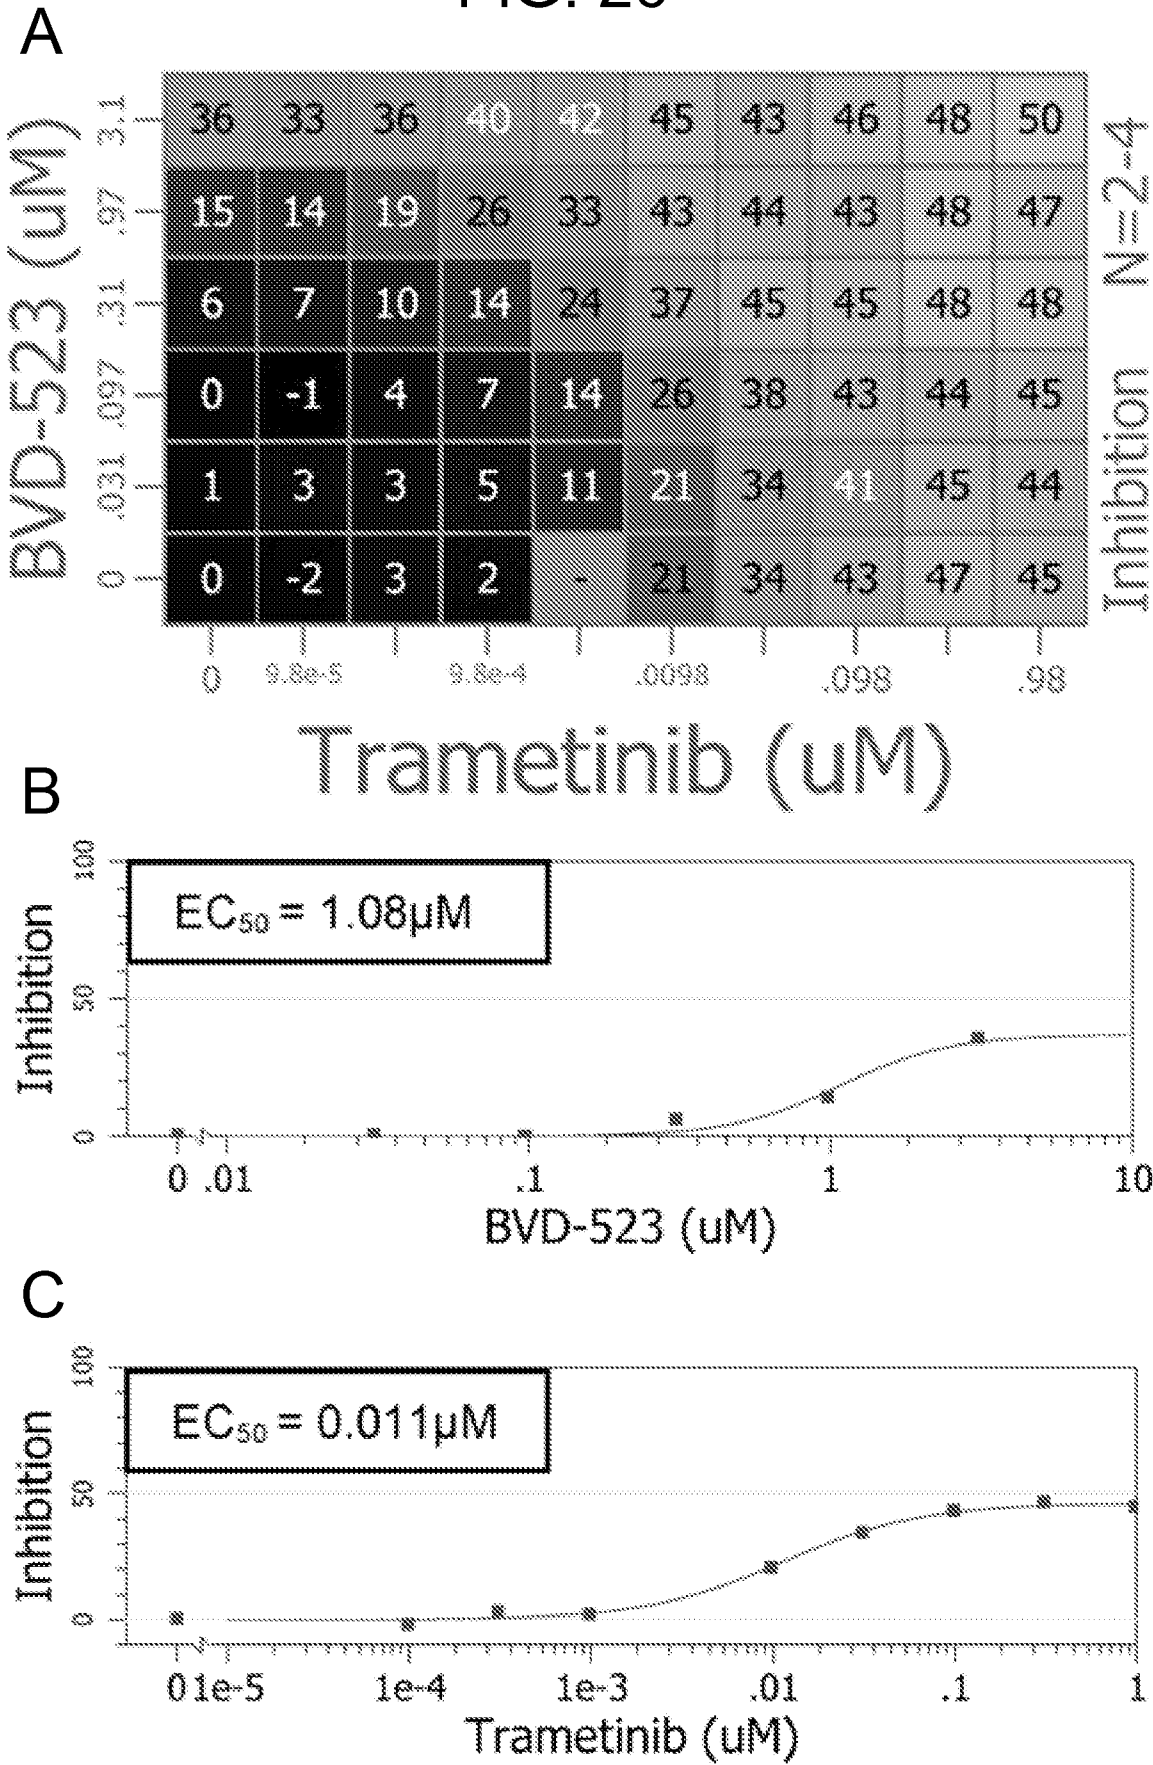 A
BVD-523 (uM)
3.1 36 33 36 40 42 45 43 46 48 50
.97 15 14 19 26 33 43 44 43 48 47
.31 6 7 10 14 24 37 45 45 48 48
.097 0 -1 4 7 14 26 38 43 44 45
.031 1 3 3 5 11 21 34 41 45 44
0 0 -2 3 2 - 21 34 43 47 45
Inhibition N=2-4
0 9.8e-5 9.8e-4 .0098 .098 .98
Trametinib (uM)
B
Inhibition
100
50
0
EC₅₀ = 1.08µM
0 .01 .1 1 10
BVD-523 (uM)
C
Inhibition
100
50
0
EC₅₀ = 0.011µM
0 1e-5 1e-4 1e-3 .01 .1 1
Trametinib (uM)